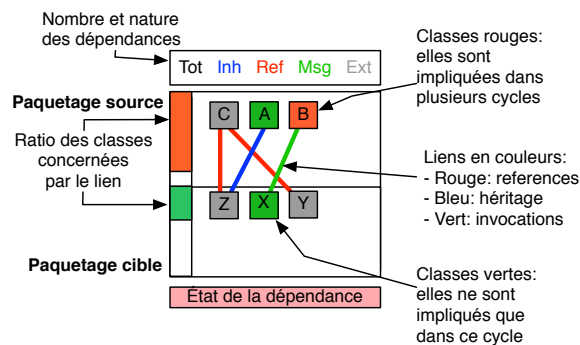 Nombre et nature
des dépendances
Tot Inh Ref Msg Ext
Classes rouges:
elles sont
impliquées dans
plusieurs cycles
Paquetage source
C A B
Ratio des classes
concernées
par le lien
Liens en couleurs:
- Rouge: references
- Bleu: héritage
- Vert: invocations
Z X Y
Paquetage cible
Classes vertes:
elles ne sont
impliqués que
dans ce cycle
État de la dépendance